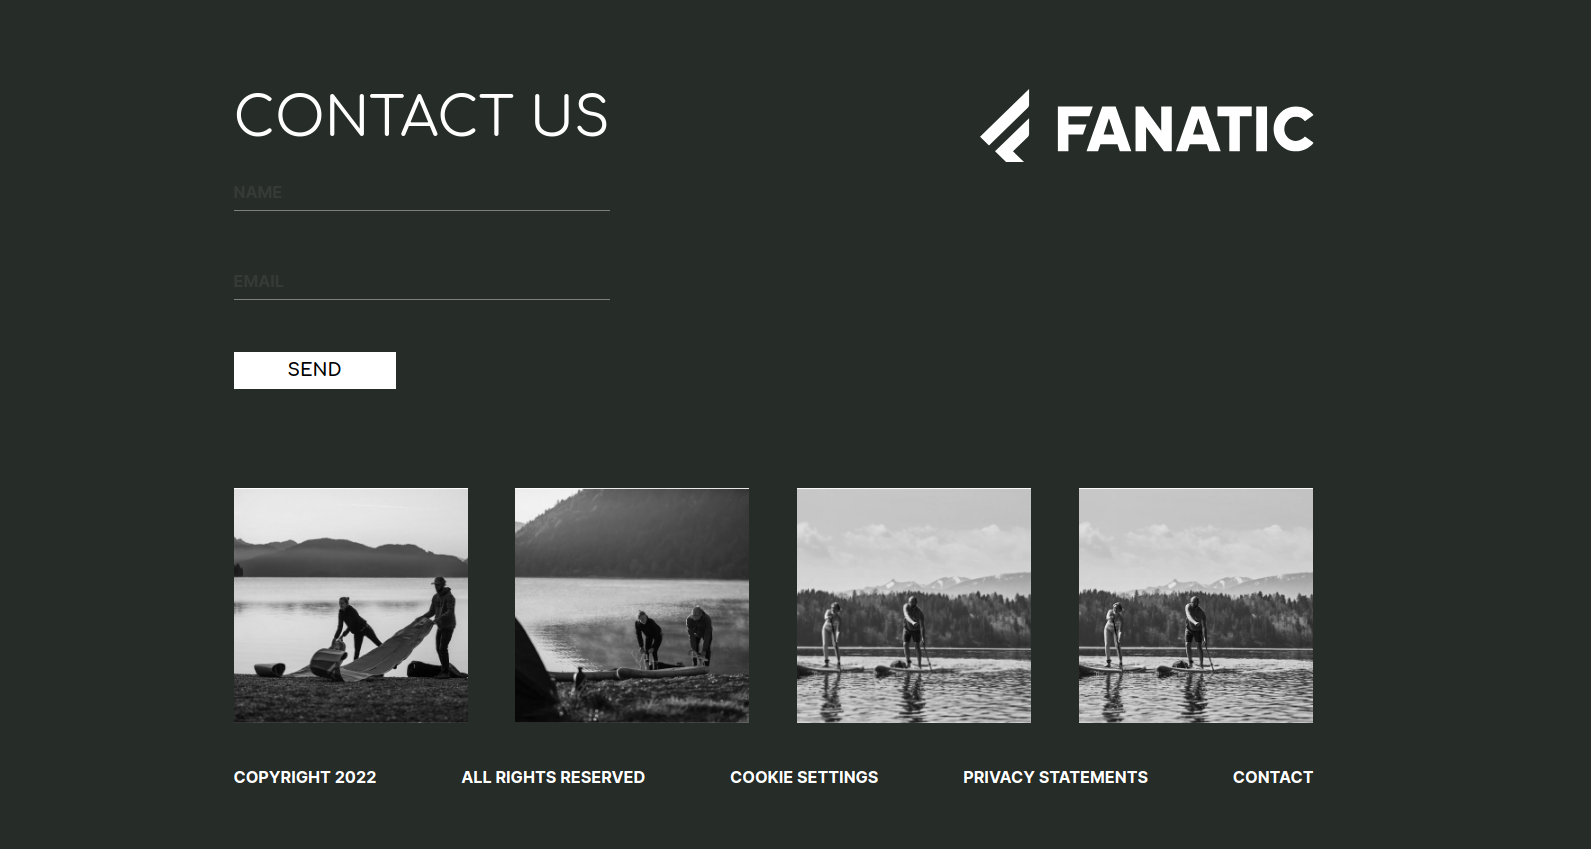 CONTACT US
FANATIC
NAME
EMAIL
SEND
COPYRIGHT 2022
ALL RIGHTS RESERVED
COOKIE SETTINGS
PRIVACY STATEMENTS
CONTACT